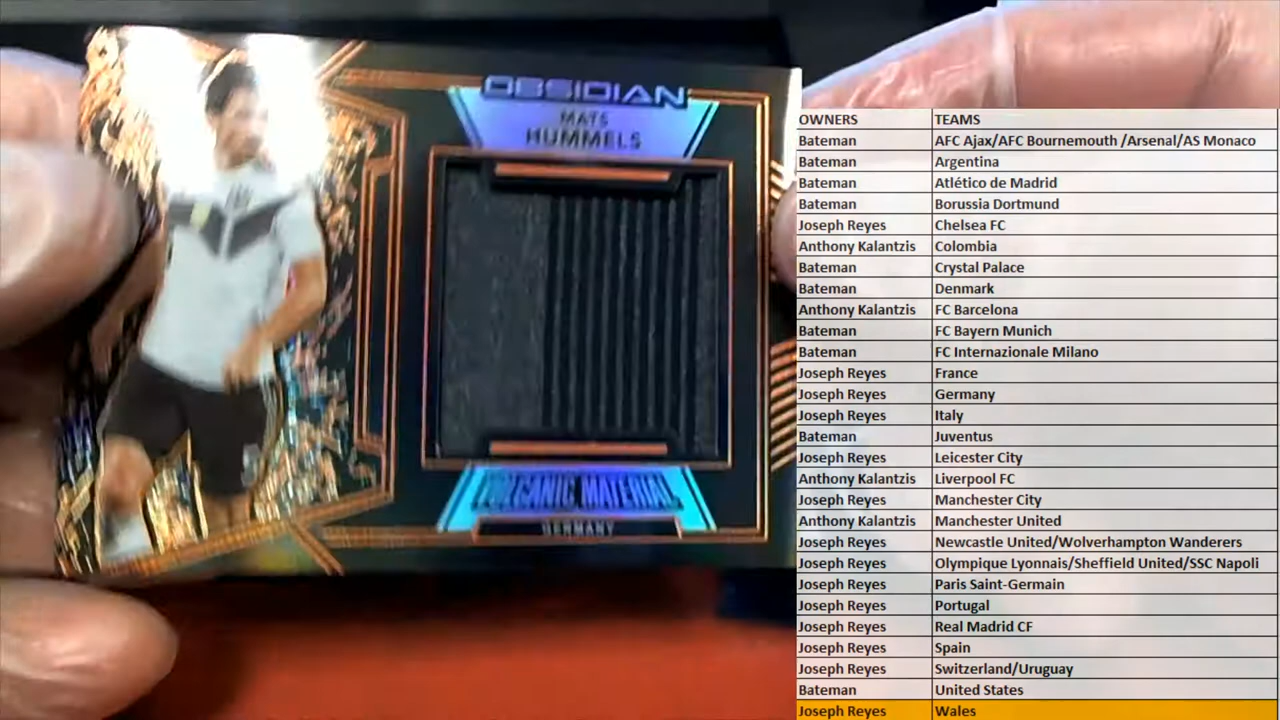 OBSIDIAN
MATS
HUMMELS
VOLCANIC MATERIAL
GERMANY
OWNERS TEAMS
Bateman AFC Ajax/AFC Bournemouth /Arsenal/AS Monaco
Bateman Argentina
Bateman Atlético de Madrid
Bateman Borussia Dortmund
Joseph Reyes Chelsea FC
Anthony Kalantzis Colombia
Bateman Crystal Palace
Bateman Denmark
Anthony Kalantzis FC Barcelona
Bateman FC Bayern Munich
Bateman FC Internazionale Milano
Joseph Reyes France
Joseph Reyes Germany
Joseph Reyes Italy
Bateman Juventus
Joseph Reyes Leicester City
Anthony Kalantzis Liverpool FC
Joseph Reyes Manchester City
Anthony Kalantzis Manchester United
Joseph Reyes Newcastle United/Wolverhampton Wanderers
Joseph Reyes Olympique Lyonnais/Sheffield United/SSC Napoli
Joseph Reyes Paris Saint-Germain
Joseph Reyes Portugal
Joseph Reyes Real Madrid CF
Joseph Reyes Spain
Joseph Reyes Switzerland/Uruguay
Bateman United States
Joseph Reyes Wales